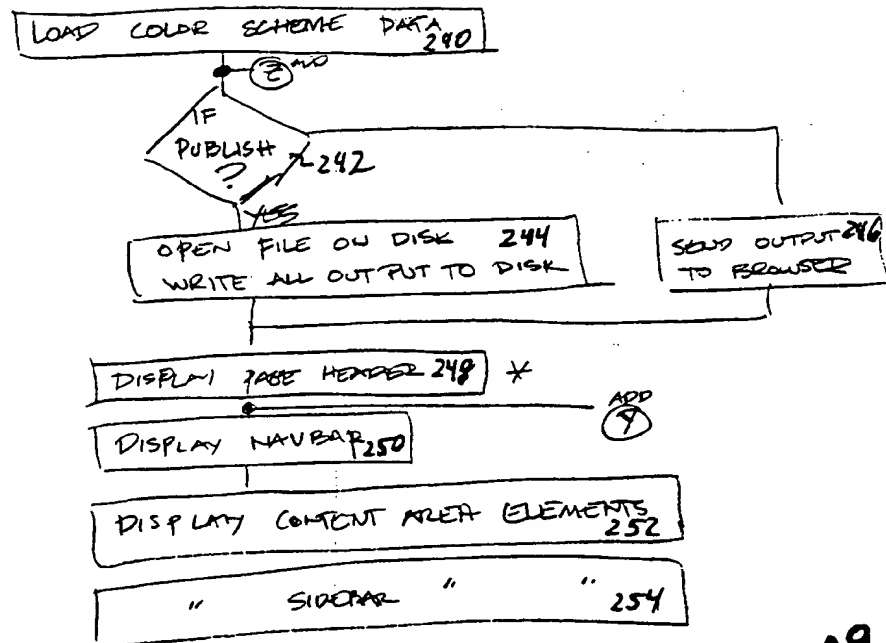 LOAD COLOR SCHEME DATA 240
Z ADD
IF
PUBLISH
?
242
YES
OPEN FILE ON DISK 244
WRITE ALL OUTPUT TO DISK
SEND OUTPUT 246
TO BROWSER
DISPLAY PAGE HEADER 248 *
ADD
Y
DISPLAY NAVBAR 250
DISPLAY CONTENT AREA ELEMENTS
252
" SIDEBAR " " 254